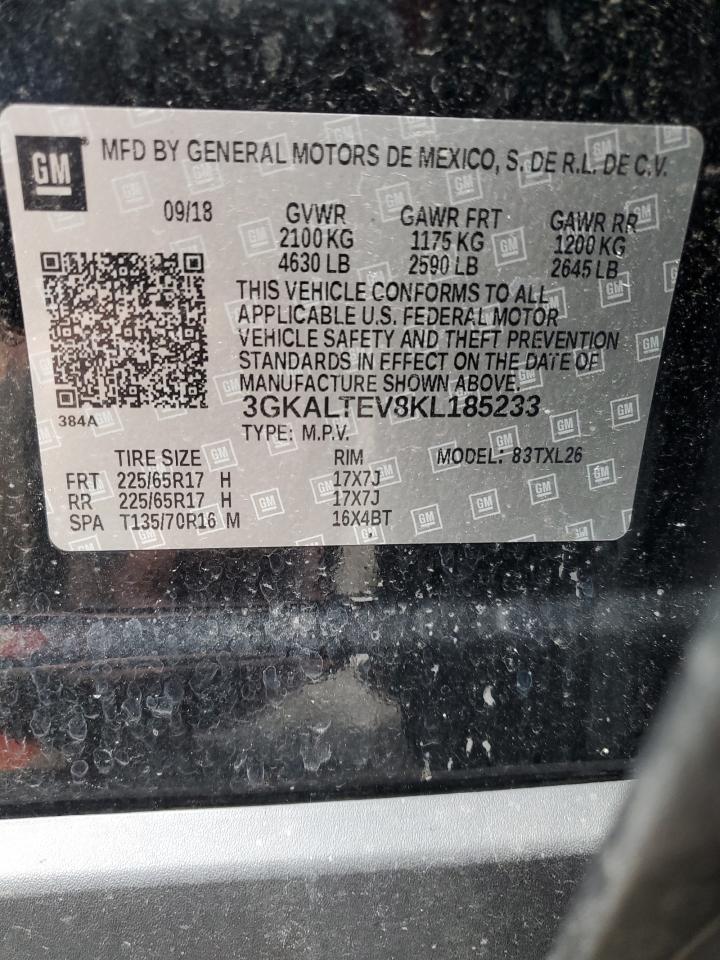 GM ® MFD BY GENERAL MOTORS DE MEXICO, S. DE R.L. DE C.V.
09/18 GVWR GAWR FRT GAWR RR
2100 KG 1175 KG 1200 KG
4630 LB 2590 LB 2645 LB
THIS VEHICLE CONFORMS TO ALL
APPLICABLE U.S. FEDERAL MOTOR
VEHICLE SAFETY AND THEFT PREVENTION
STANDARDS IN EFFECT ON THE DATE OF
MANUFACTURE SHOWN ABOVE.
384A 3GKALTEV8KL185233
TYPE: M.P.V.
TIRE SIZE RIM MODEL: 83TXL26
FRT 225/65R17 H 17X7J
RR 225/65R17 H 17X7J
SPA T135/70R16 M 16X4BT